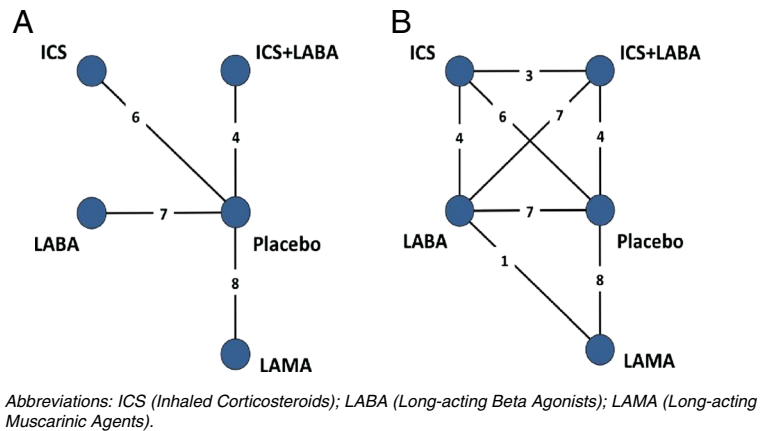 A
ICS
ICS+LABA
6
4
7
LABA
Placebo
8
LAMA
B
ICS
ICS+LABA
3
4
6
7
4
7
LABA
Placebo
1
8
LAMA
Abbreviations: ICS (Inhaled Corticosteroids); LABA (Long-acting Beta Agonists); LAMA (Long-acting
Muscarinic Agents).